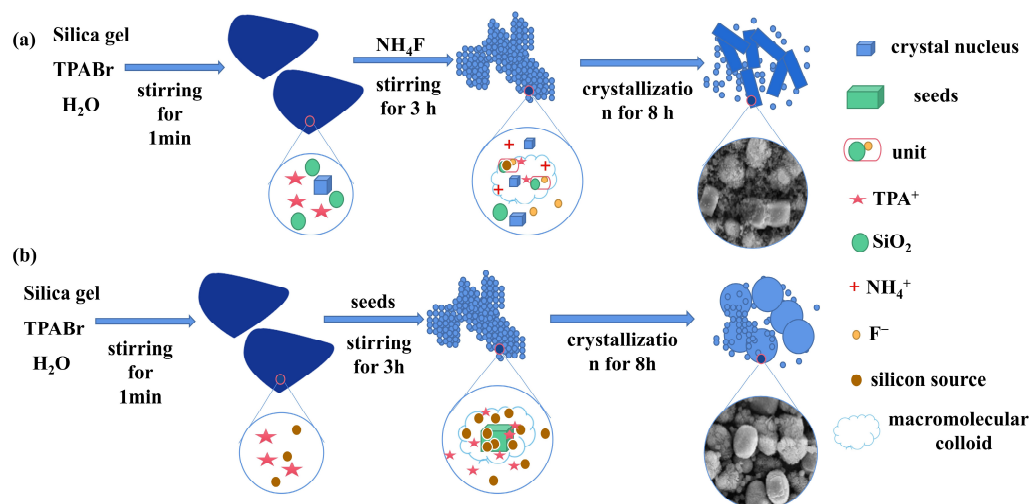 (a)
Silica gel
TPABr
H₂O
stirring
for
1min
NH₄F
stirring
for 3 h
crystallizatio
n for 8 h
crystal nucleus
seeds
unit
TPA⁺
SiO₂
NH₄⁺
F⁻
silicon source
macromolecular
colloid
(b)
Silica gel
TPABr
H₂O
stirring
for
1min
seeds
stirring
for 3h
crystallizatio
n for 8h